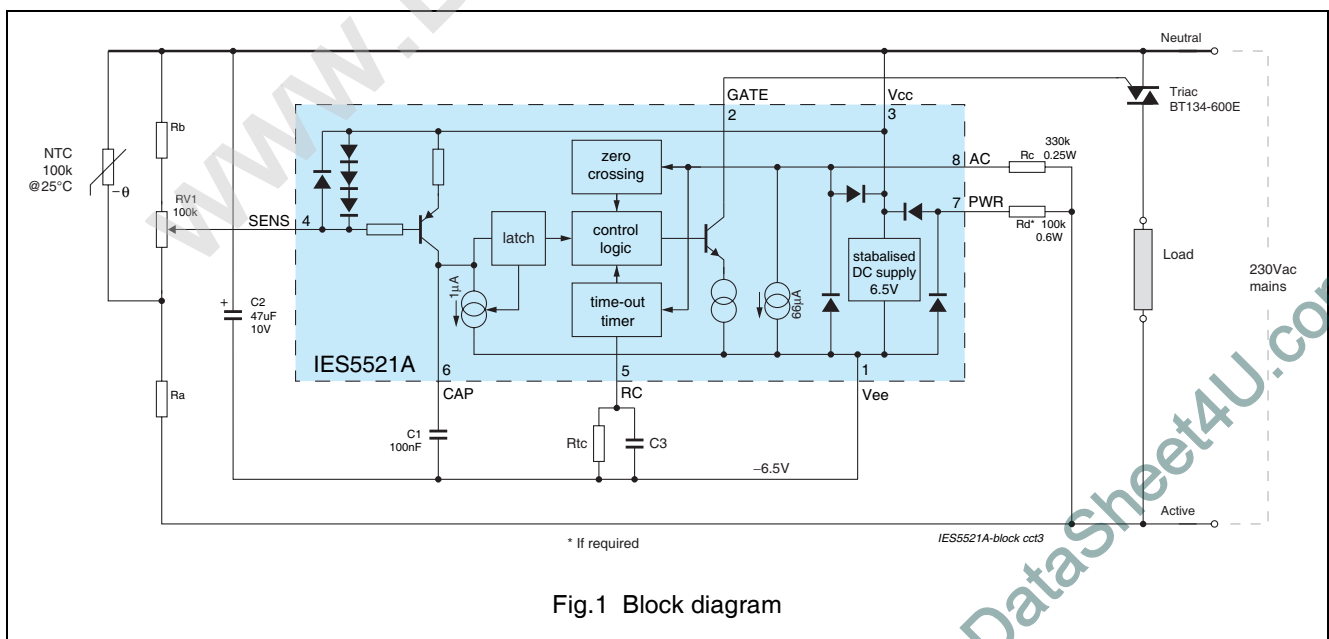 Neutral
GATE
Vcc
2
3
Triac
BT134-600E
Rb
NTC
100k
@25°C
-θ
RV1
100k
SENS
4
zero
crossing
8
AC
330k
0.25W
Rc
7
PWR
Rd*
100k
0.6W
latch
control
logic
stabalised
DC supply
6.5V
Load
230Vac
mains
1µA
time-out
timer
66µA
+
C2
47uF
10V
IES5521A
6
5
1
CAP
RC
Vee
Ra
C1
100nF
Rtc
C3
–6.5V
Active
* If required
IES5521A-block cct3
Fig.1 Block diagram
www.
DataSheet4U.com